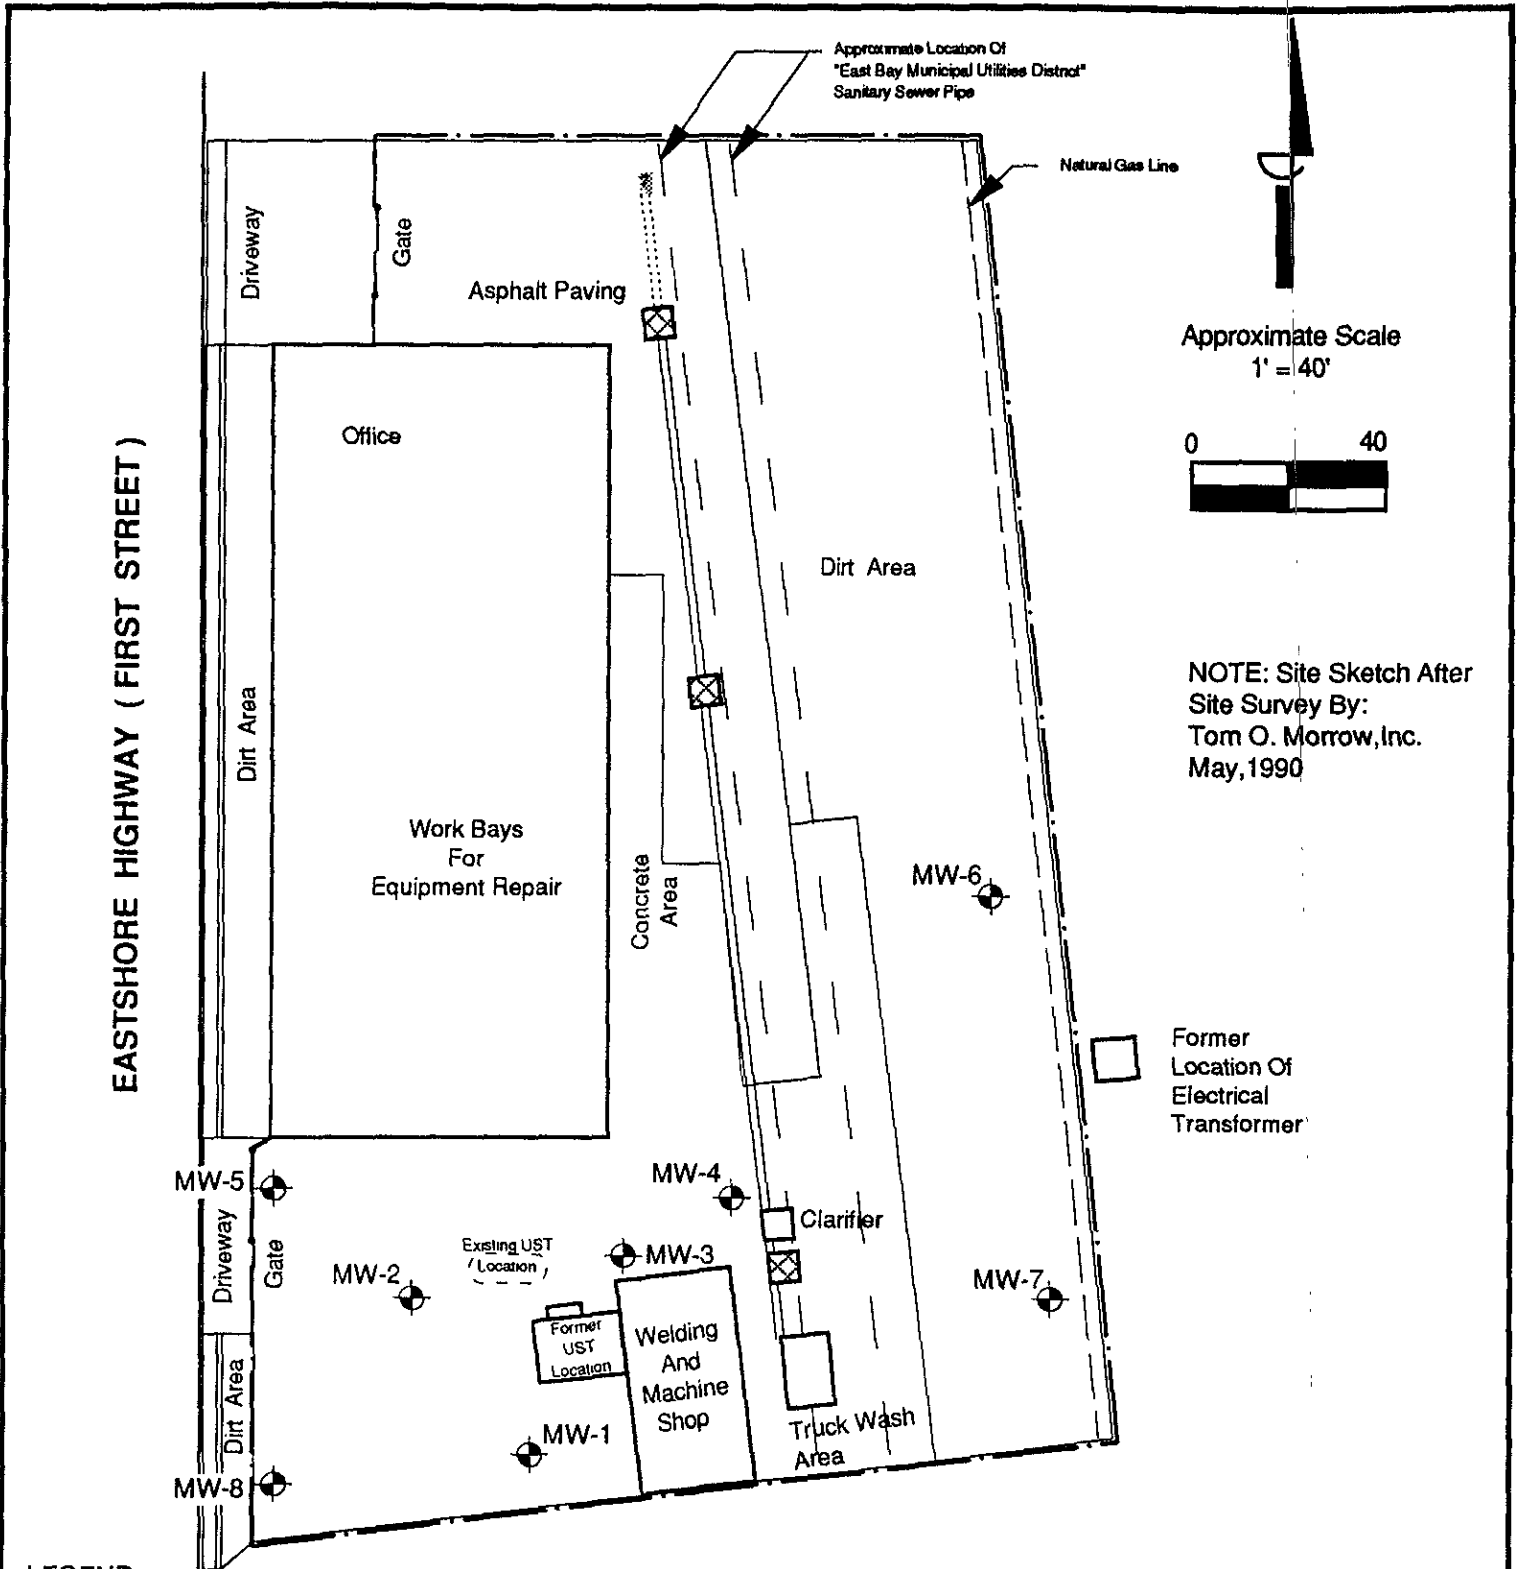 Approximate Location Of
"East Bay Municipal Utilities District"
Sanitary Sewer Pipe
Natural Gas Line
Driveway
Gate
Asphalt Paving
Approximate Scale
1' = 40'
0 40
Office
EASTSHORE HIGHWAY ( FIRST STREET )
Dirt Area
Dirt Area
NOTE: Site Sketch After
Site Survey By:
Tom O. Morrow,Inc.
May,1990
Work Bays
For
Equipment Repair
Concrete
Area
MW-6
Former
Location Of
Electrical
Transformer
MW-5
MW-4
Clarifier
Driveway
Gate
Existing UST
Location
MW-3
MW-2
MW-7
Former
UST
Location
Welding
And
Machine
Shop
Dirt Area
MW-1
Truck Wash
Area
MW-8